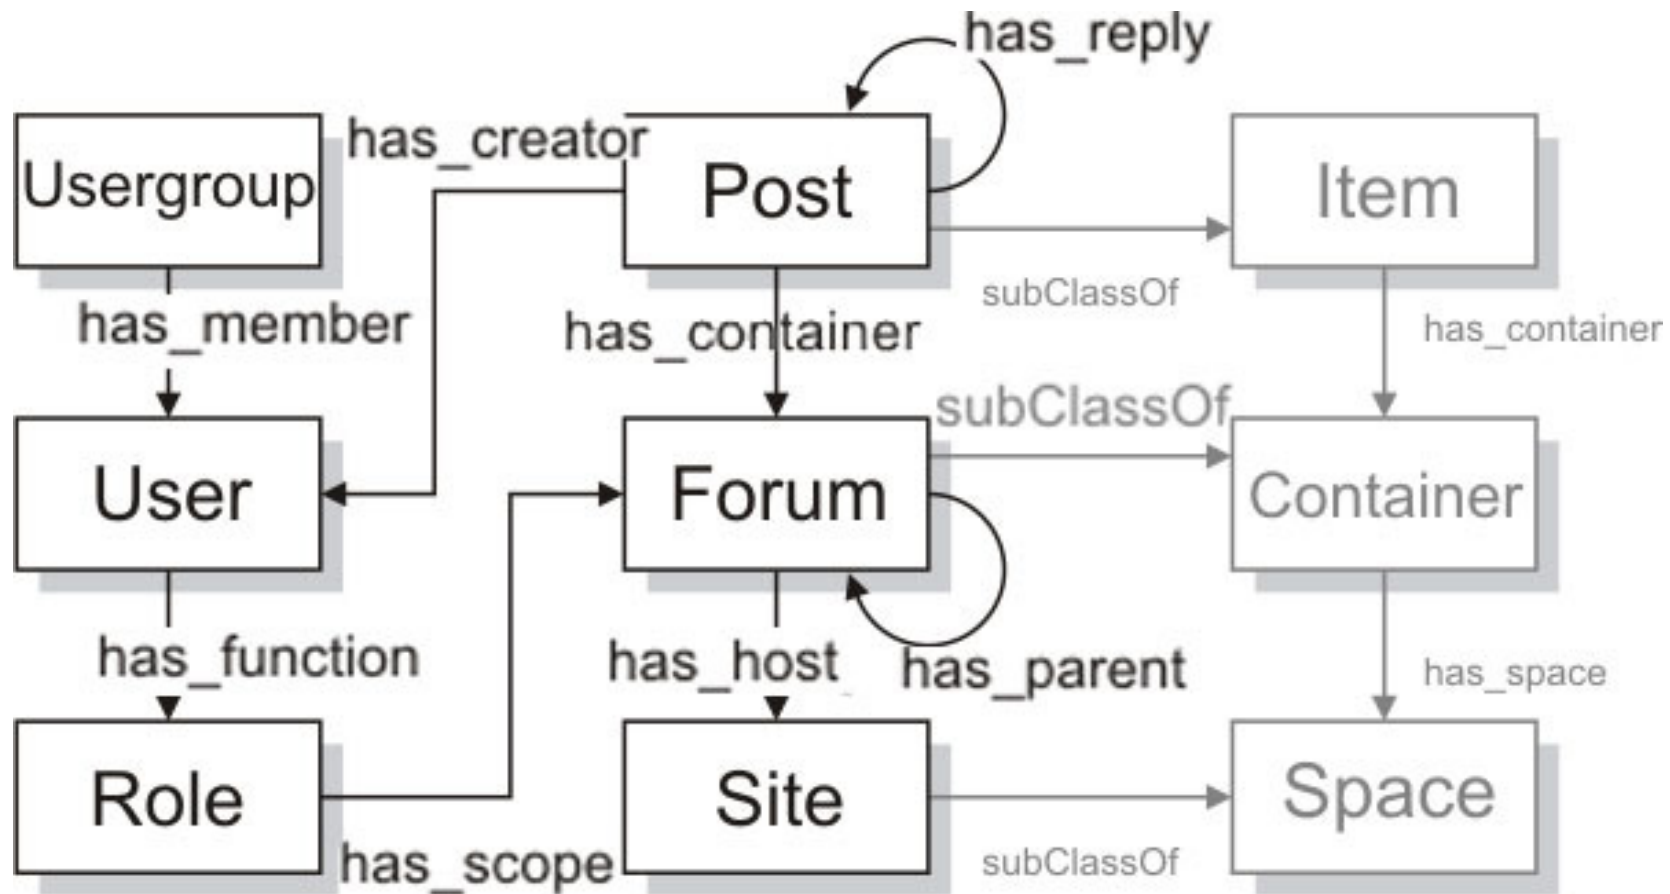 has_reply
Usergroup
has_creator
Post
Item
subClassOf
has_member
has_container
has_container
subClassOf
User
Forum
Container
has_function
has_host
has_parent
has_space
Role
Site
Space
has_scope
subClassOf